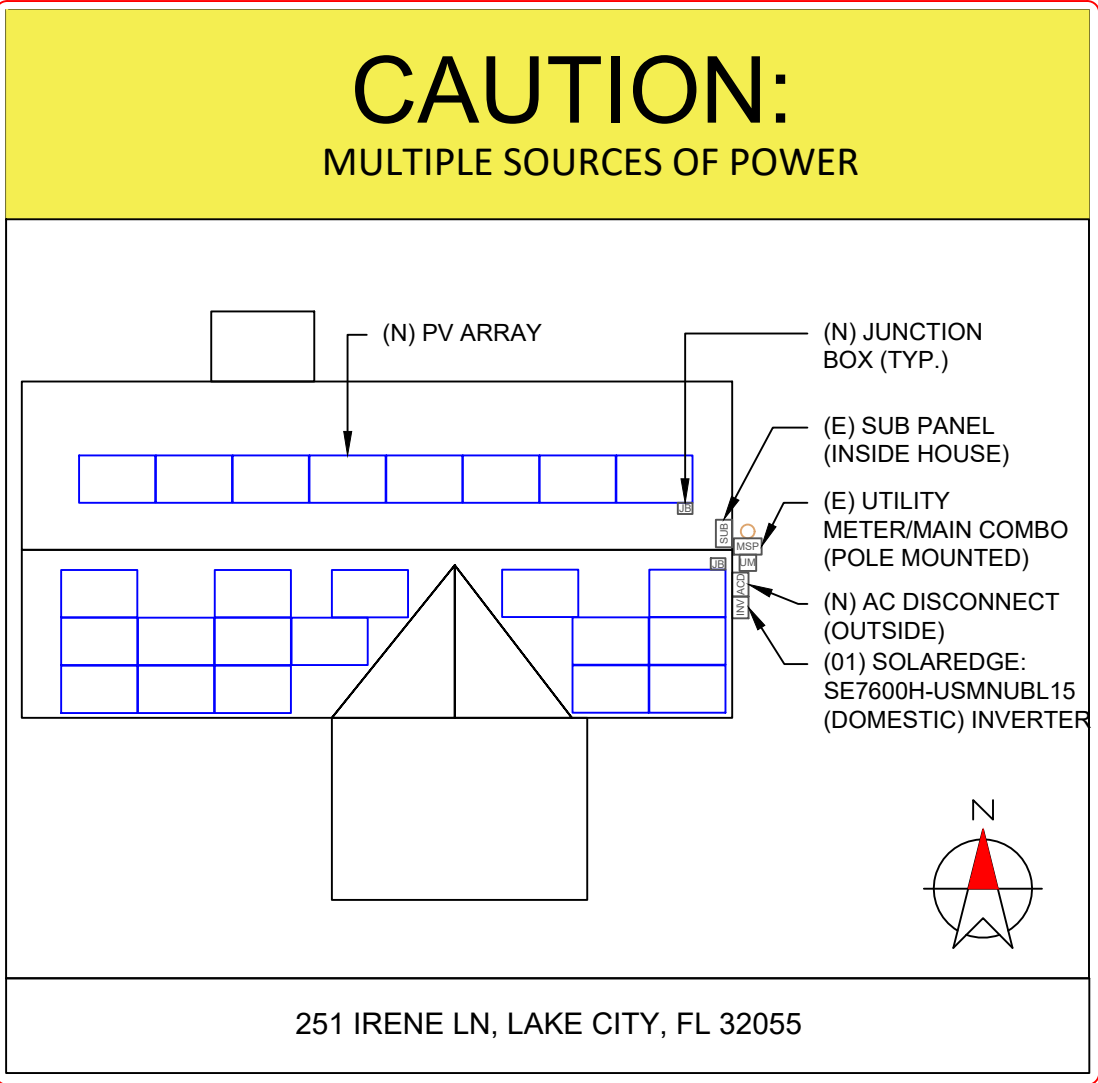 CAUTION:
MULTIPLE SOURCES OF POWER
(N) PV ARRAY
(N) JUNCTION
BOX (TYP.)
(E) SUB PANEL
(INSIDE HOUSE)
(E) UTILITY
METER/MAIN COMBO
(POLE MOUNTED)
(N) AC DISCONNECT
(OUTSIDE)
(01) SOLAREDGE:
SE7600H-USMNUBL15
(DOMESTIC) INVERTER
JB
SUB
MSP
JB
UM
ACD
INV
N
251 IRENE LN, LAKE CITY, FL 32055